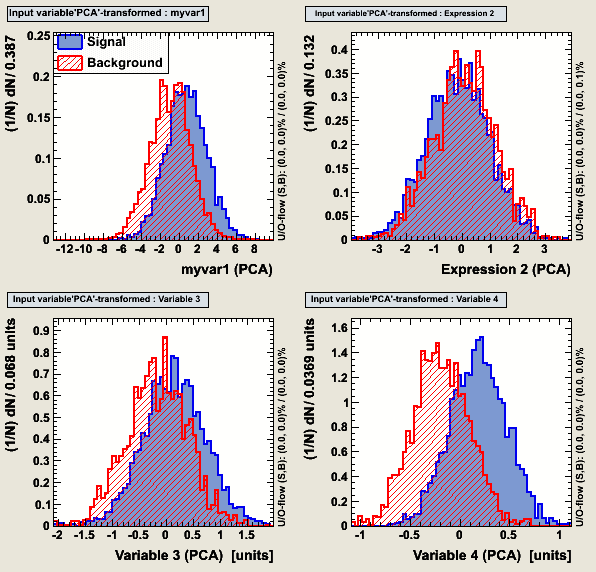 Input variable'PCA'-transformed : myvar1
(1/N) dN / 0.387
0.25
0.2
0.15
0.1
0.05
0
Signal
Background
-12 -10 -8 -6 -4 -2 0 2 4 6 8
myvar1 (PCA)
U/O-flow (S,B): (0.0, 0.0)% / (0.0, 0.0)%
Input variable'PCA'-transformed : Expression 2
(1/N) dN / 0.132
0.4
0.35
0.3
0.25
0.2
0.15
0.1
0.05
0
-3 -2 -1 0 1 2 3
Expression 2 (PCA)
U/O-flow (S,B): (0.0, 0.0)% / (0.0, 0.1)%
Input variable'PCA'-transformed : Variable 3
(1/N) dN / 0.068 units
0.9
0.8
0.7
0.6
0.5
0.4
0.3
0.2
0.1
0
-2 -1.5 -1 -0.5 0 0.5 1 1.5
Variable 3 (PCA) [units]
U/O-flow (S,B): (0.0, 0.0)% / (0.0, 0.0)%
Input variable'PCA'-transformed : Variable 4
(1/N) dN / 0.0369 units
1.6
1.4
1.2
1
0.8
0.6
0.4
0.2
0
-1 -0.5 0 0.5 1
Variable 4 (PCA) [units]
U/O-flow (S,B): (0.0, 0.0)% / (0.0, 0.0)%